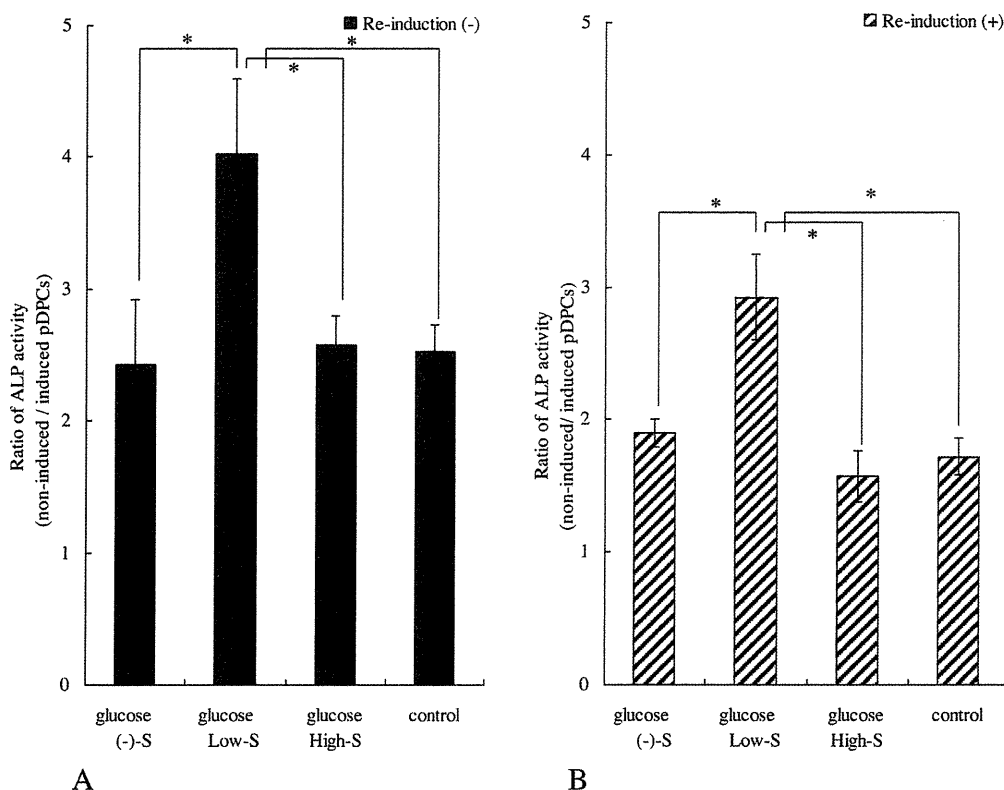 Re-induction (-)
5
4
3
2
1
0
*
*
*
Ratio of ALP activity
(non-induced / induced pDPCs)
glucose
(-)-S
glucose
Low-S
glucose
High-S
control
A
Re-induction (+)
5
4
3
2
1
0
*
*
*
Ratio of ALP activity
(non-induced/ induced pDPCs)
glucose
(-)-S
glucose
Low-S
glucose
High-S
control
B